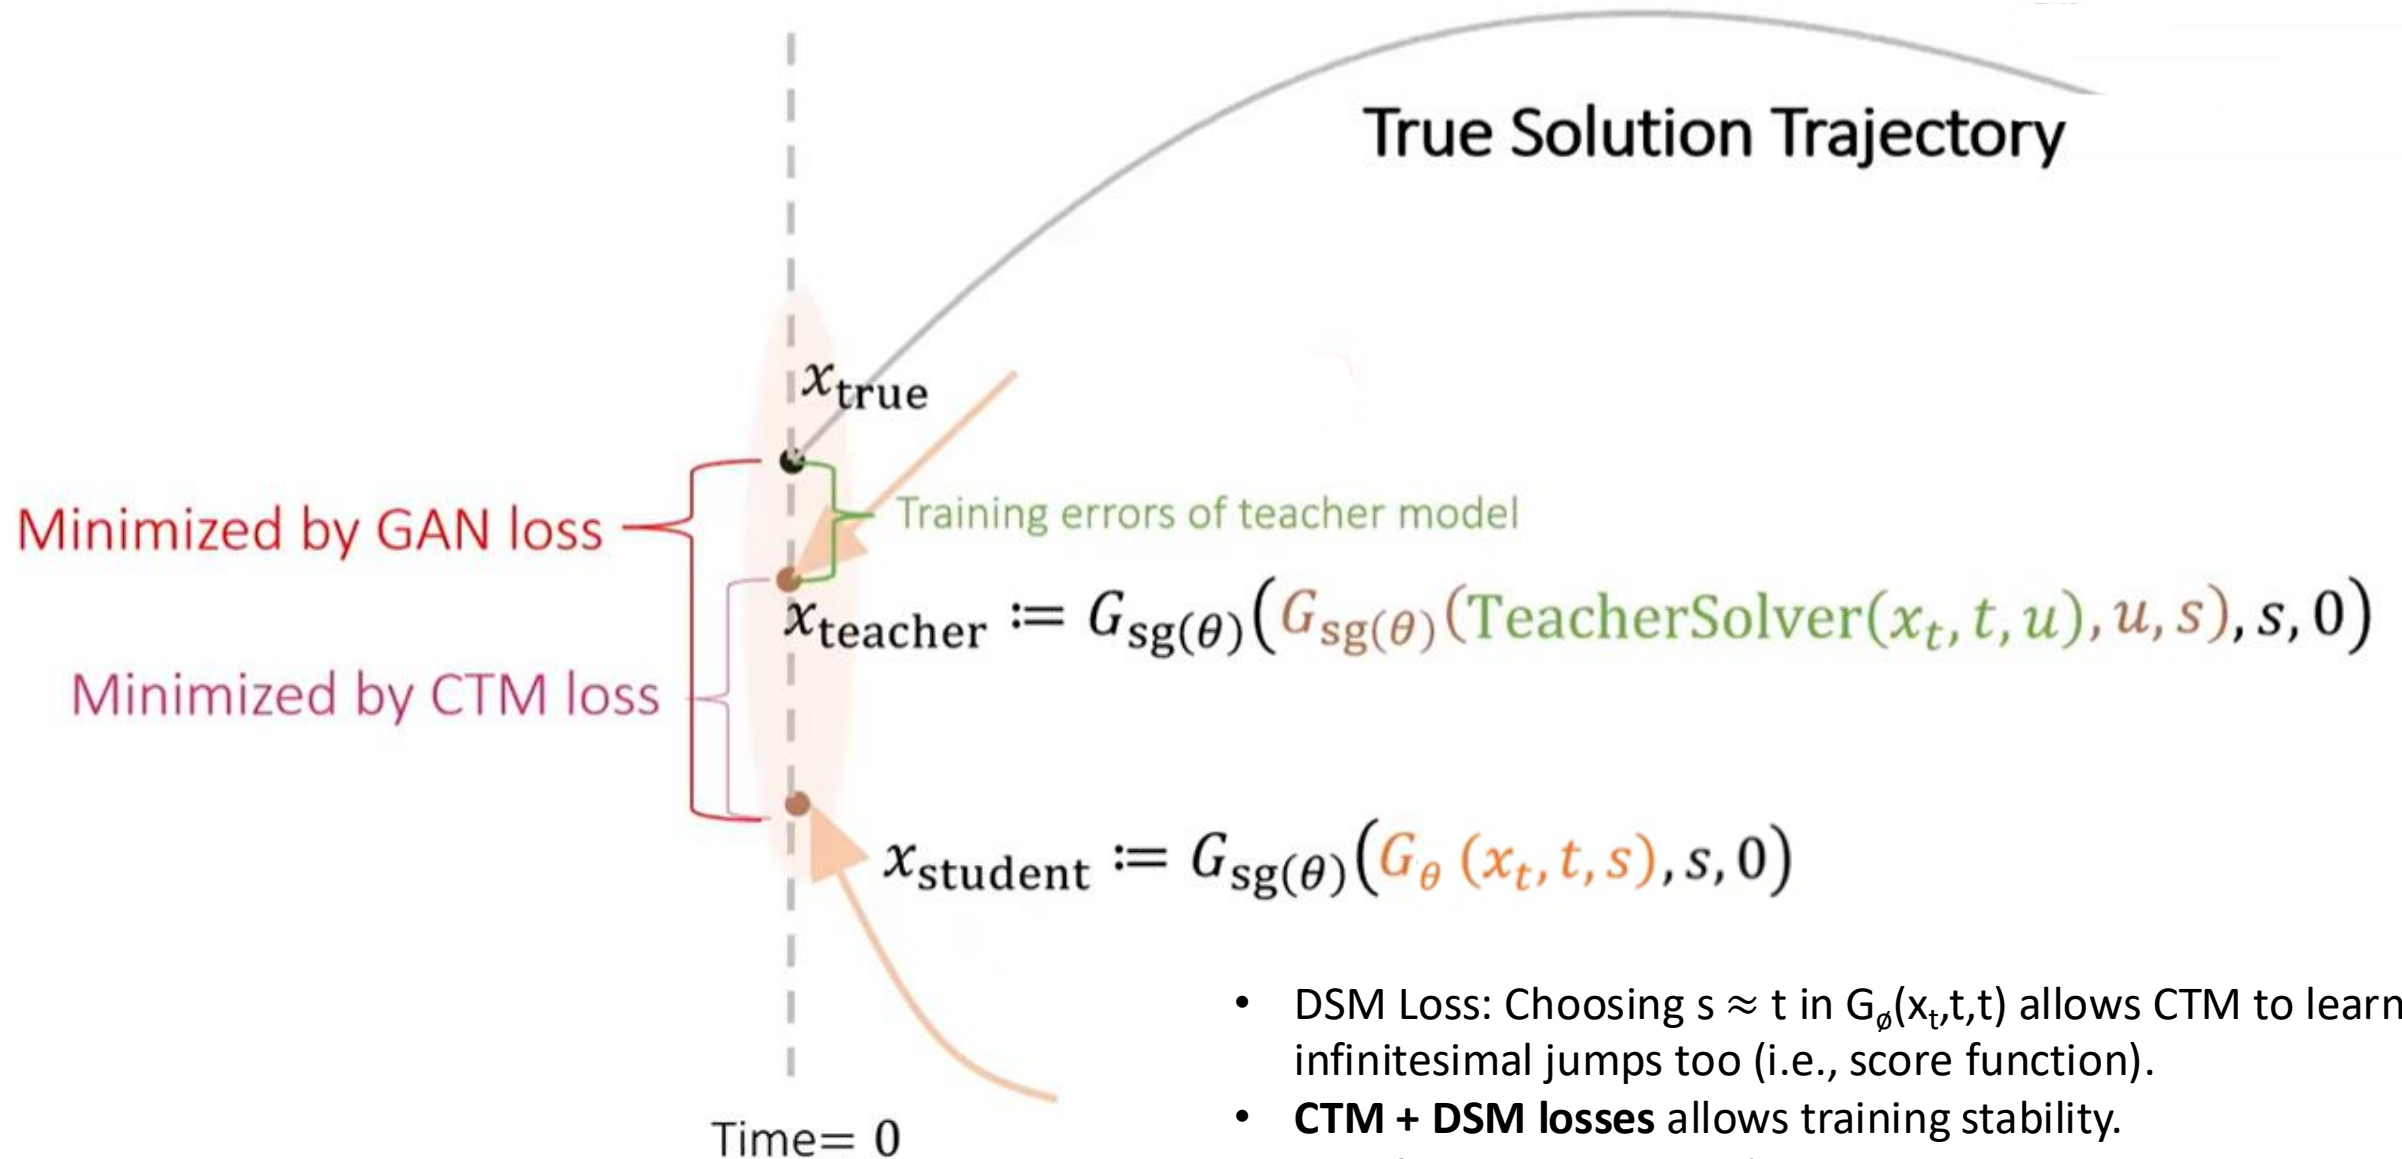 True Solution Trajectory
x_true
Minimized by GAN loss
Training errors of teacher model
x_teacher := G_sg(θ)(G_sg(θ)(TeacherSolver(x_t, t, u), u, s), s, 0)
Minimized by CTM loss
x_student := G_sg(θ)(G_θ (x_t, t, s), s, 0)
• DSM Loss: Choosing s ≈ t in G_ø(x_t,t,t) allows CTM to learn
infinitesimal jumps too (i.e., score function).
• CTM + DSM losses allows training stability.
Time= 0